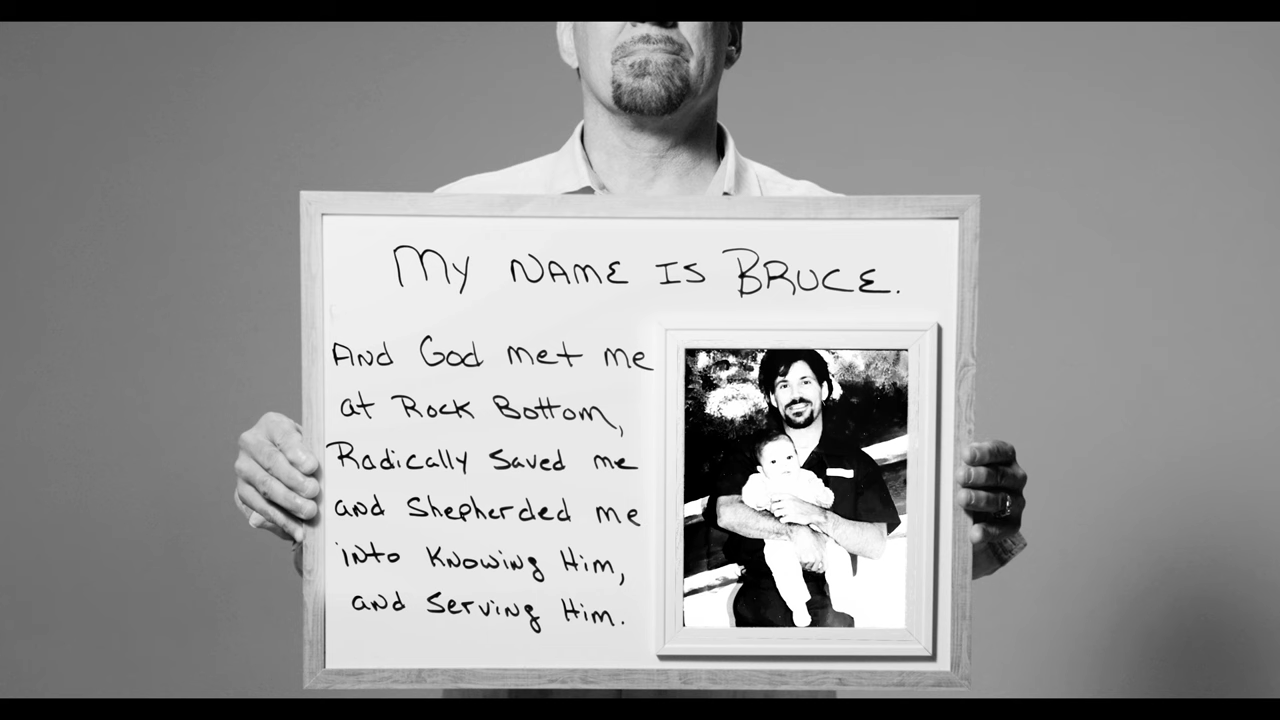 My NAME IS BRUCE.
And God met me
at Rock Bottom,
Radically Saved me
and Shepherded me
into Knowing Him,
and Serving Him.